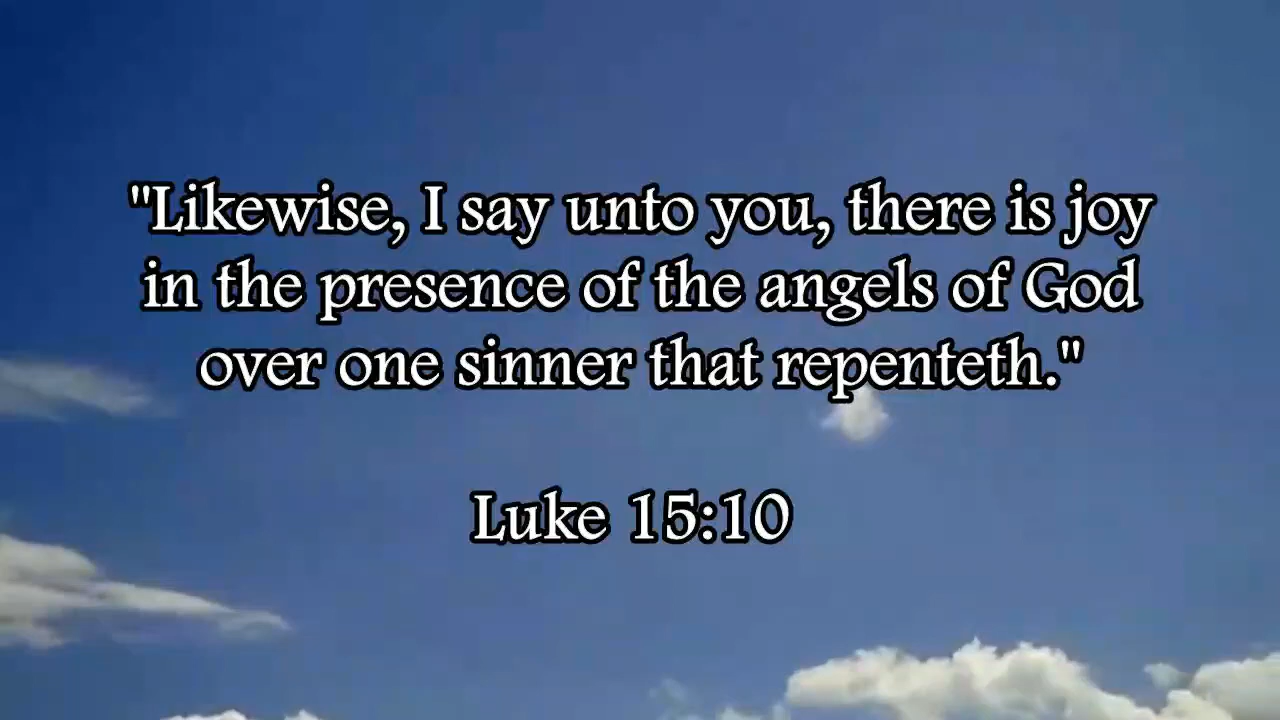 "Likewise, I say unto you, there is joy
in the presence of the angels of God
over one sinner that repenteth."
Luke 15:10